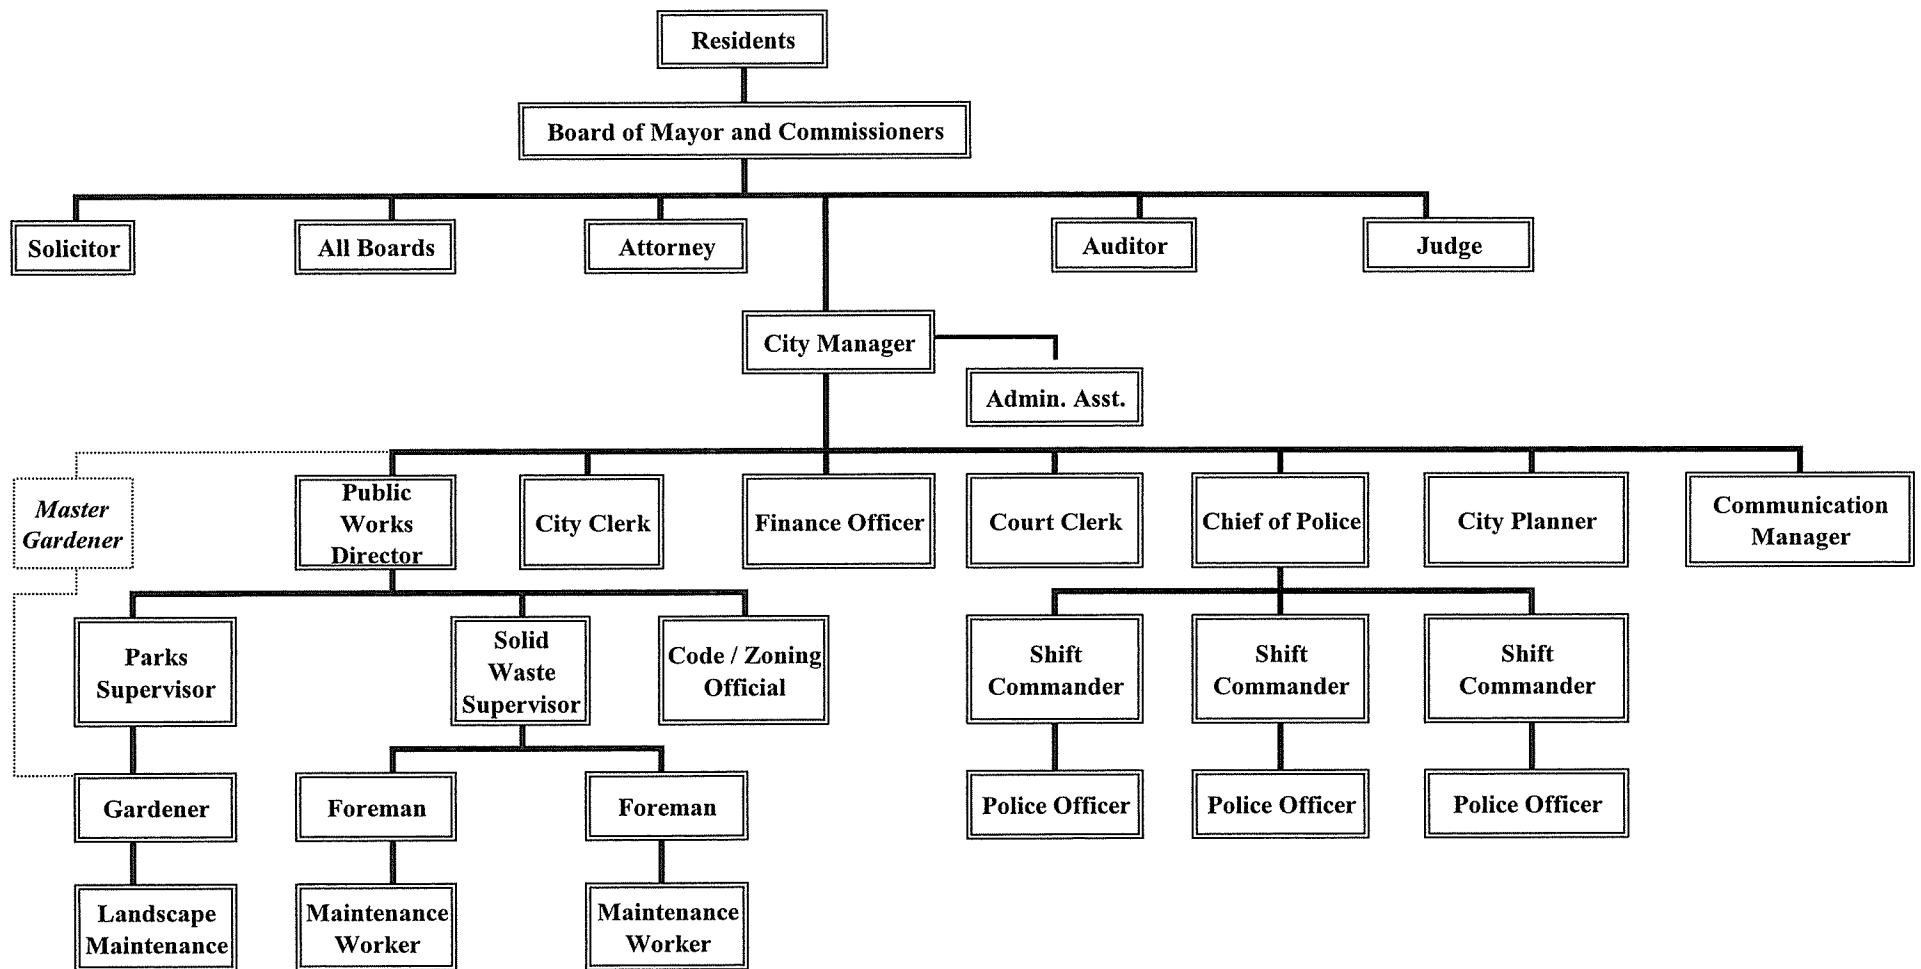 Residents
Board of Mayor and Commissioners
Solicitor
All Boards
Attorney
Auditor
Judge
City Manager
Admin. Asst.
Master
Gardener
Public
Works
Director
City Clerk
Finance Officer
Court Clerk
Chief of Police
City Planner
Communication
Manager
Parks
Supervisor
Solid
Waste
Supervisor
Code / Zoning
Official
Shift
Commander
Shift
Commander
Shift
Commander
Gardener
Foreman
Foreman
Police Officer
Police Officer
Police Officer
Landscape
Maintenance
Maintenance
Worker
Maintenance
Worker